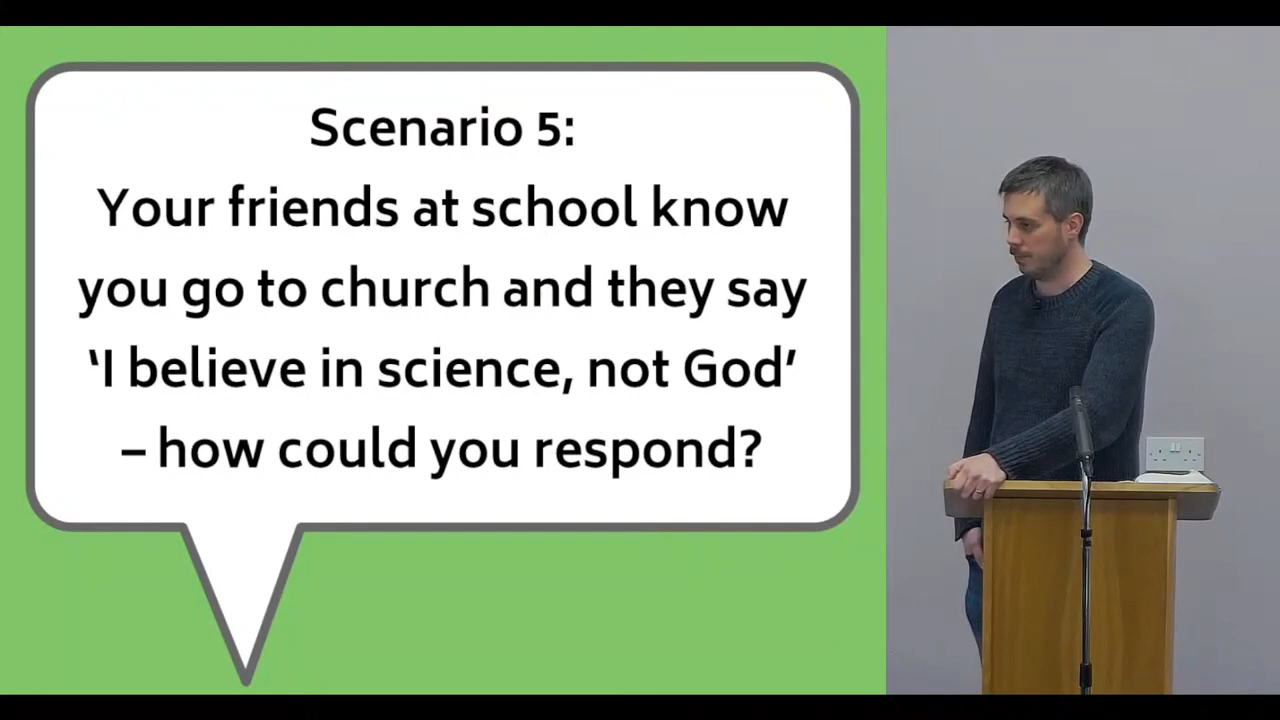 Scenario 5:
Your friends at school know
you go to church and they say
‘I believe in science, not God’
– how could you respond?